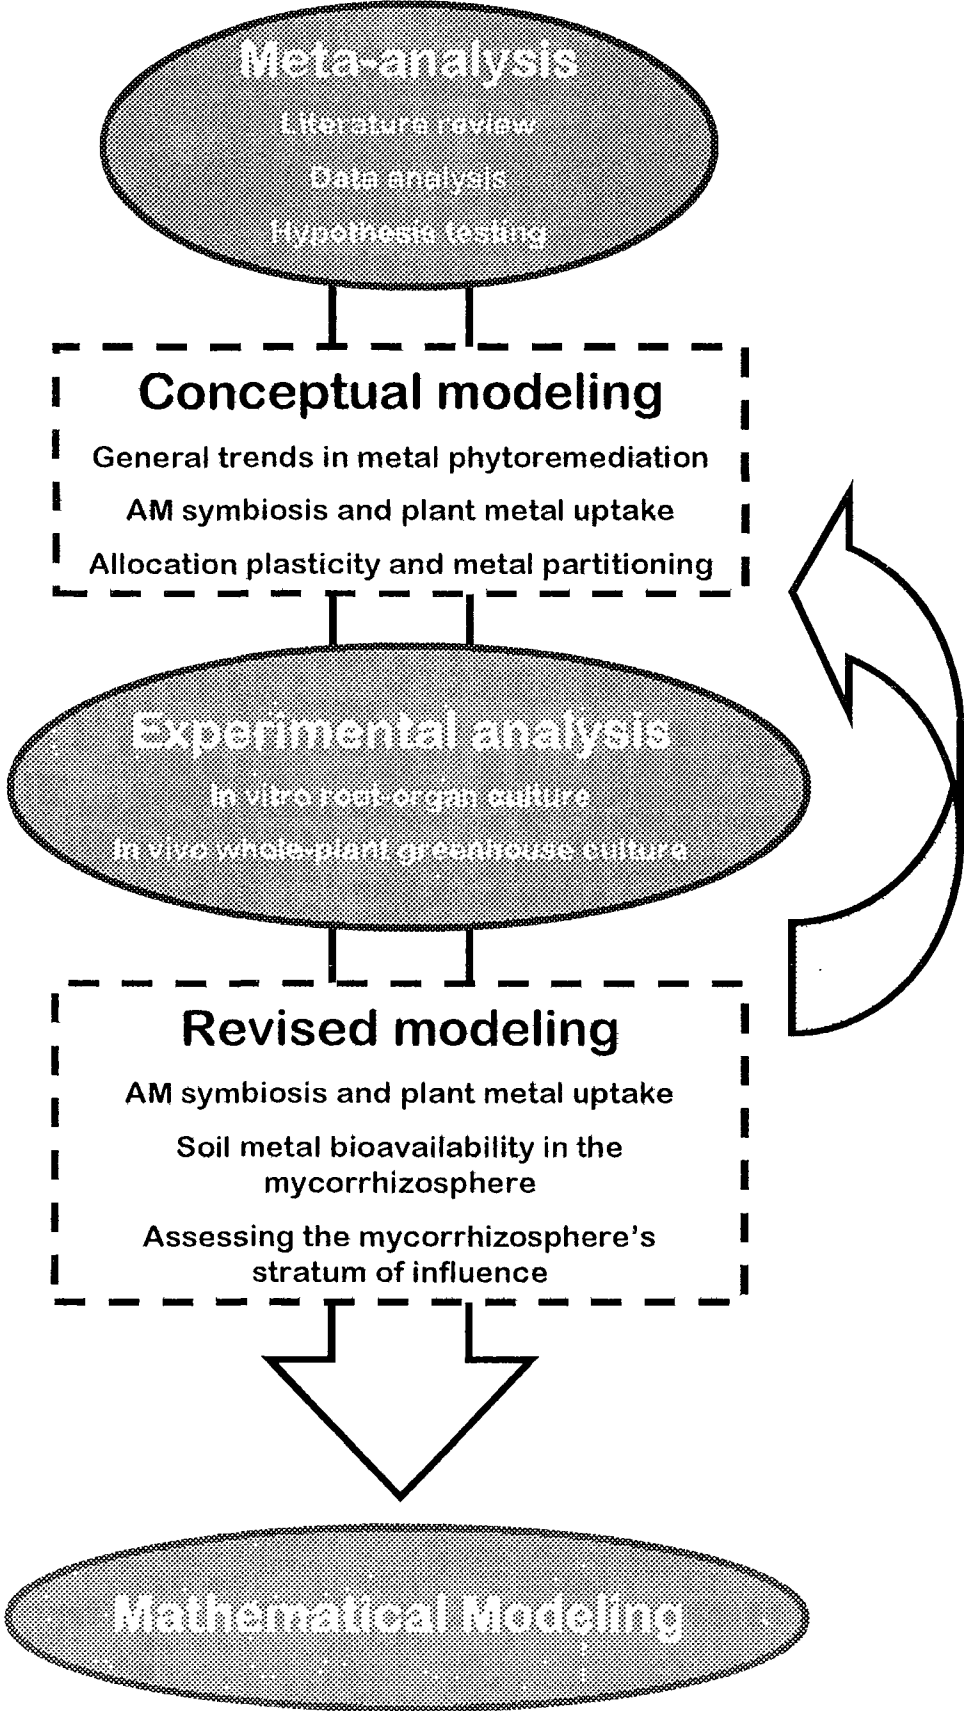 Meta-analysis
Literature review
Data analysis
Hypothesis testing
Conceptual modeling
General trends in metal phytoremediation
AM symbiosis and plant metal uptake
Allocation plasticity and metal partitioning
Experimental analysis
In vitro root-organ culture
In vivo whole-plant greenhouse culture
Revised modeling
AM symbiosis and plant metal uptake
Soil metal bioavailability in the
mycorrhizosphere
Assessing the mycorrhizosphere's
stratum of influence
Mathematical Modeling